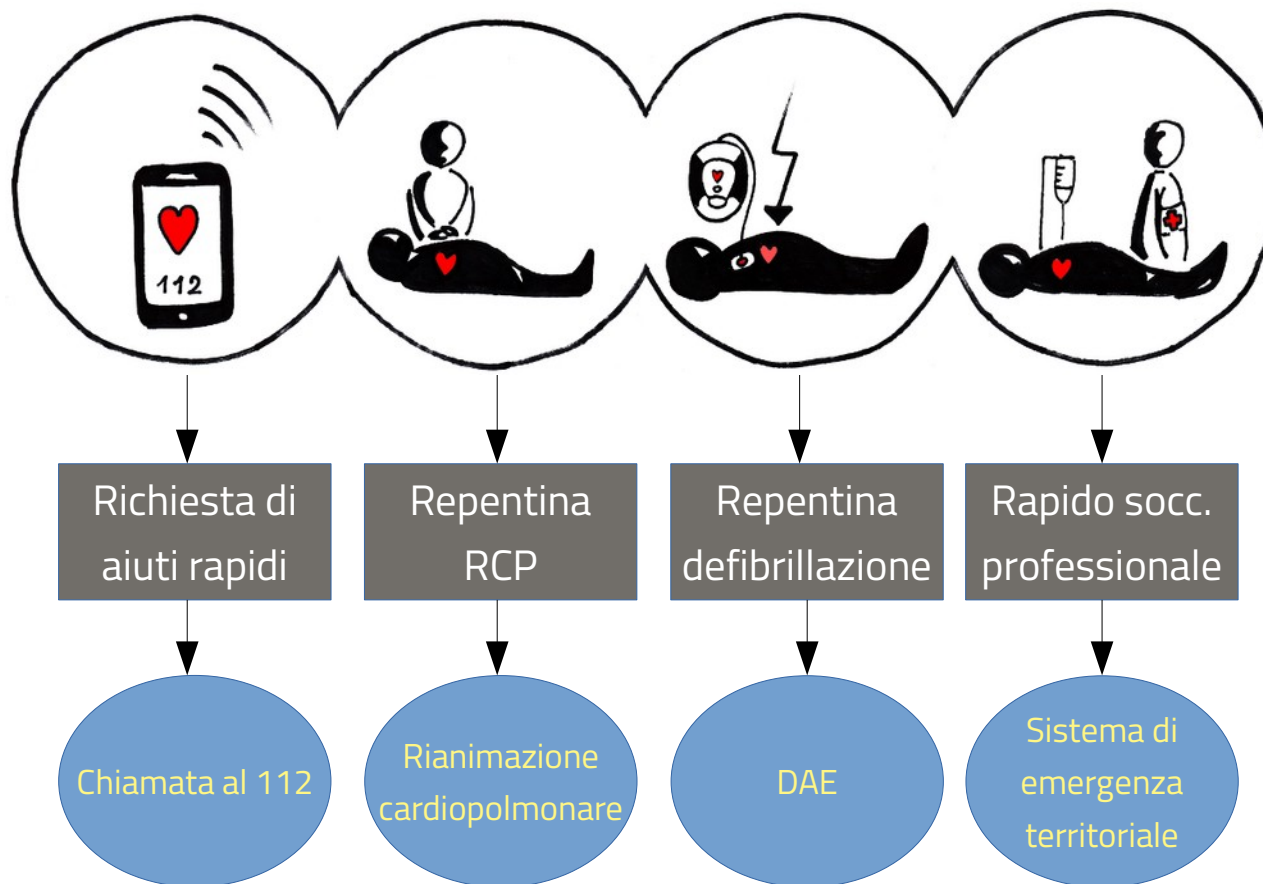 112
Richiesta di
aiuti rapidi
Repentina
RCP
Repentina
defibrillazione
Rapido socc.
professionale
Chiamata al 112
Rianimazione
cardiopolmonare
DAE
Sistema di
emergenza
territoriale